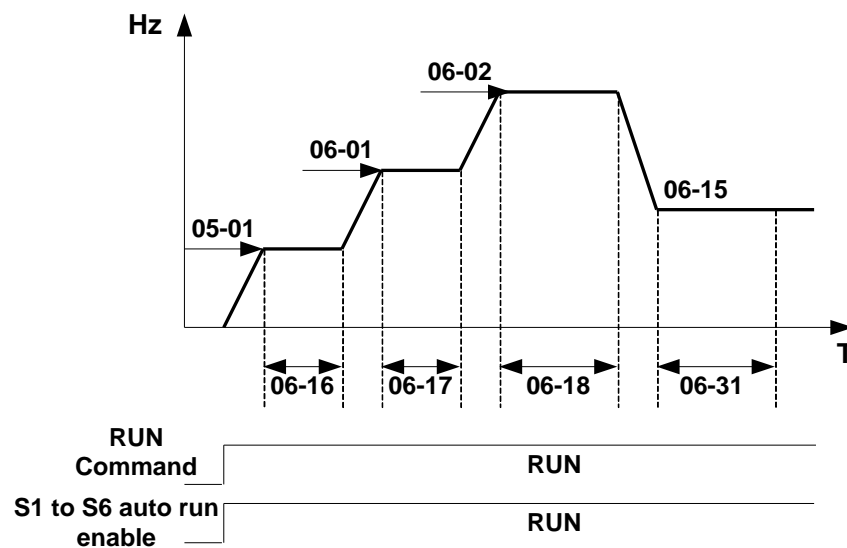 Hz
06-02
06-01
06-15
05-01
T
06-16
06-17
06-18
06-31
RUN
Command
RUN
S1 to S6 auto run
enable
RUN